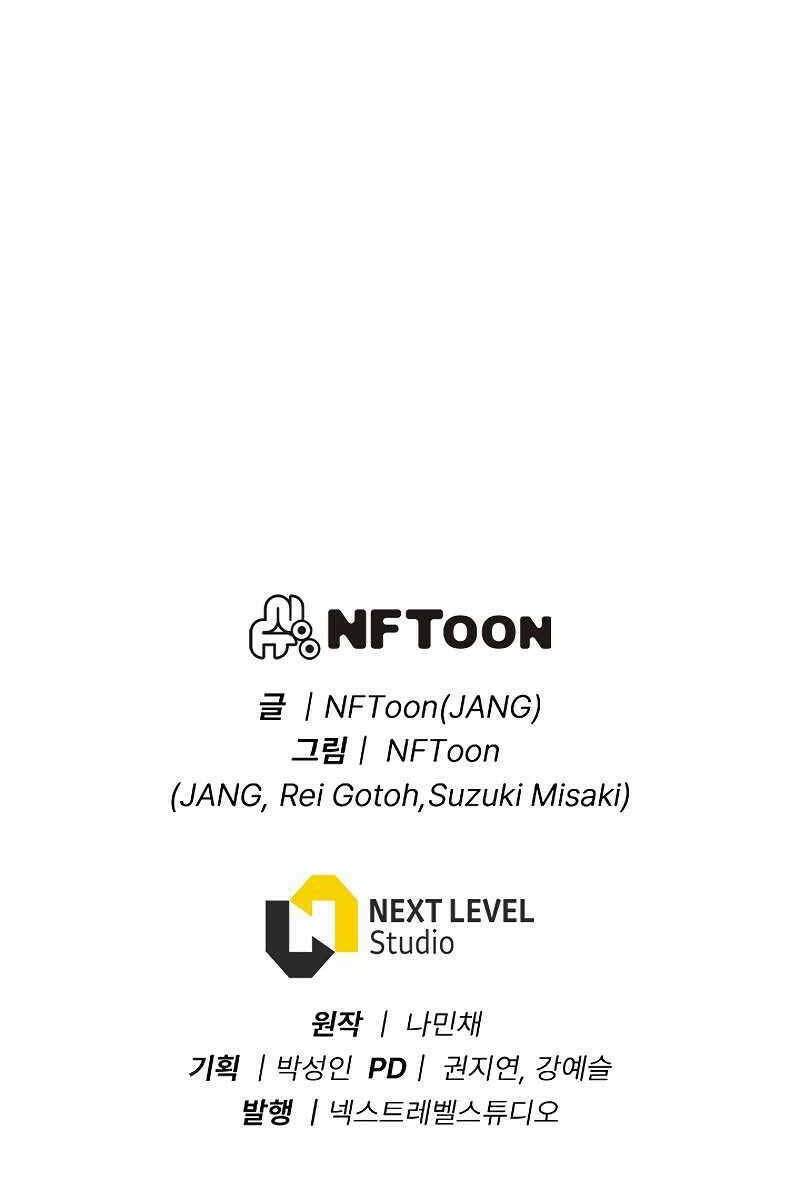 NFTOON
글 | NFToon(JANG)
그림 | NFToon
(JANG, Rei Gotoh,Suzuki Misaki)
NEXT LEVEL
Studio
원작 | 나민채
기획 | 박성인 PD | 권지연, 강예슬
발행 | 넥스트레벨스튜디오